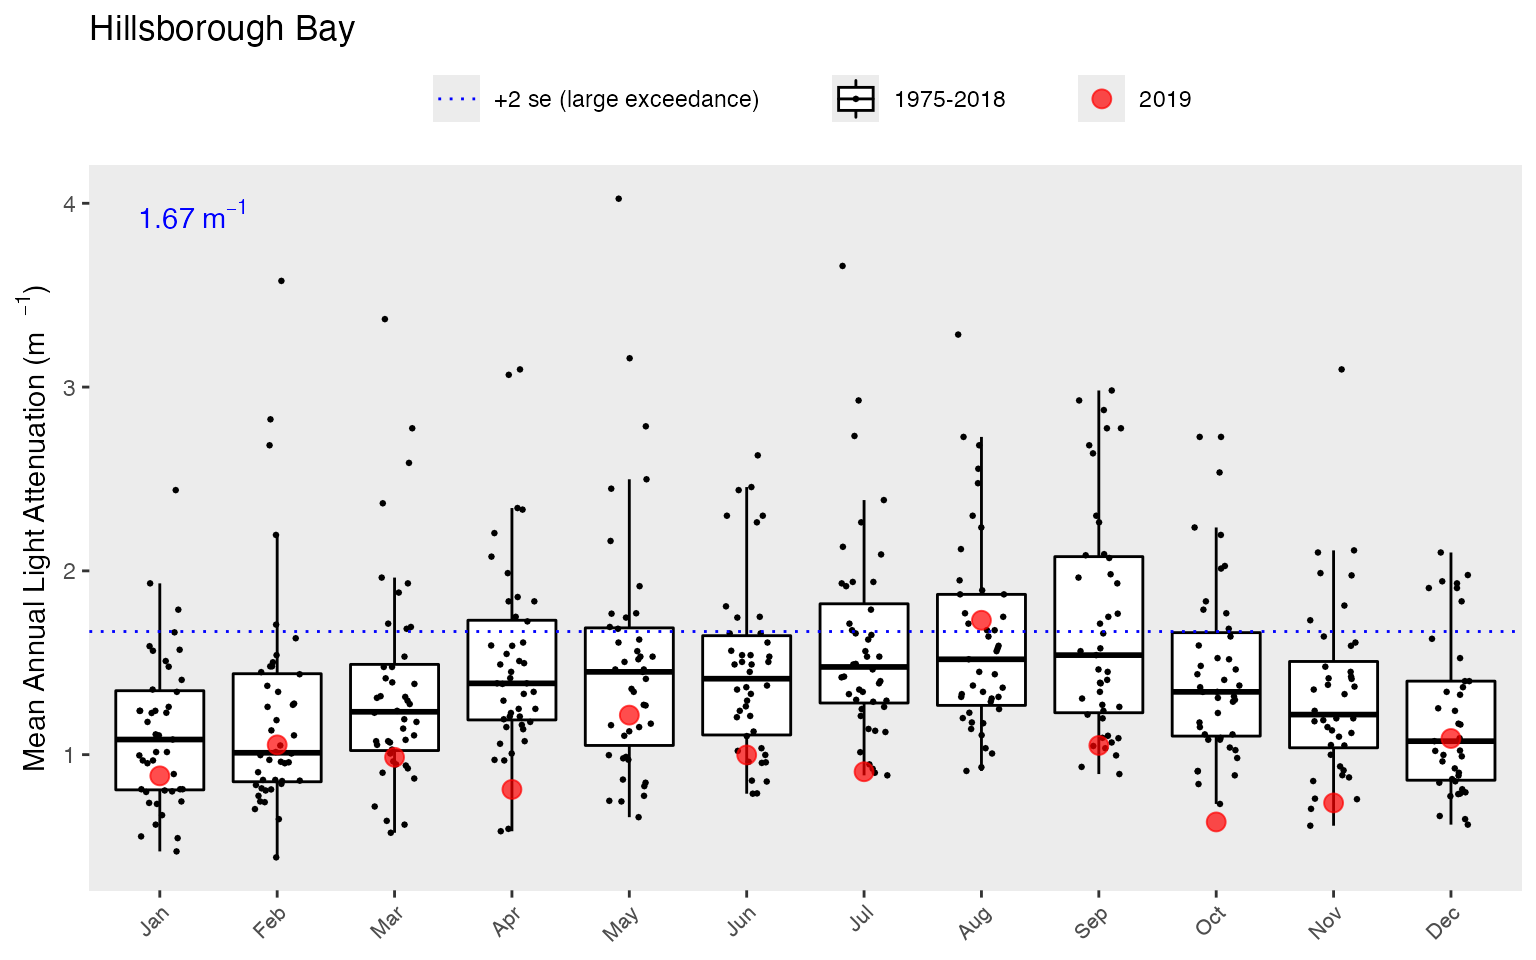 Hillsborough Bay
+2 se (large exceedance) 1975-2018 2019
1.67 m⁻¹
Mean Annual Light Attenuation (m ⁻¹)
4
3
2
1
Jan Feb Mar Apr May Jun Jul Aug Sep Oct Nov Dec